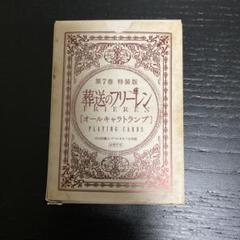 第7巻 特装版
葬送のフリーレン
FRIEREN
[オールキャラトランプ]
PLAYING CARDS